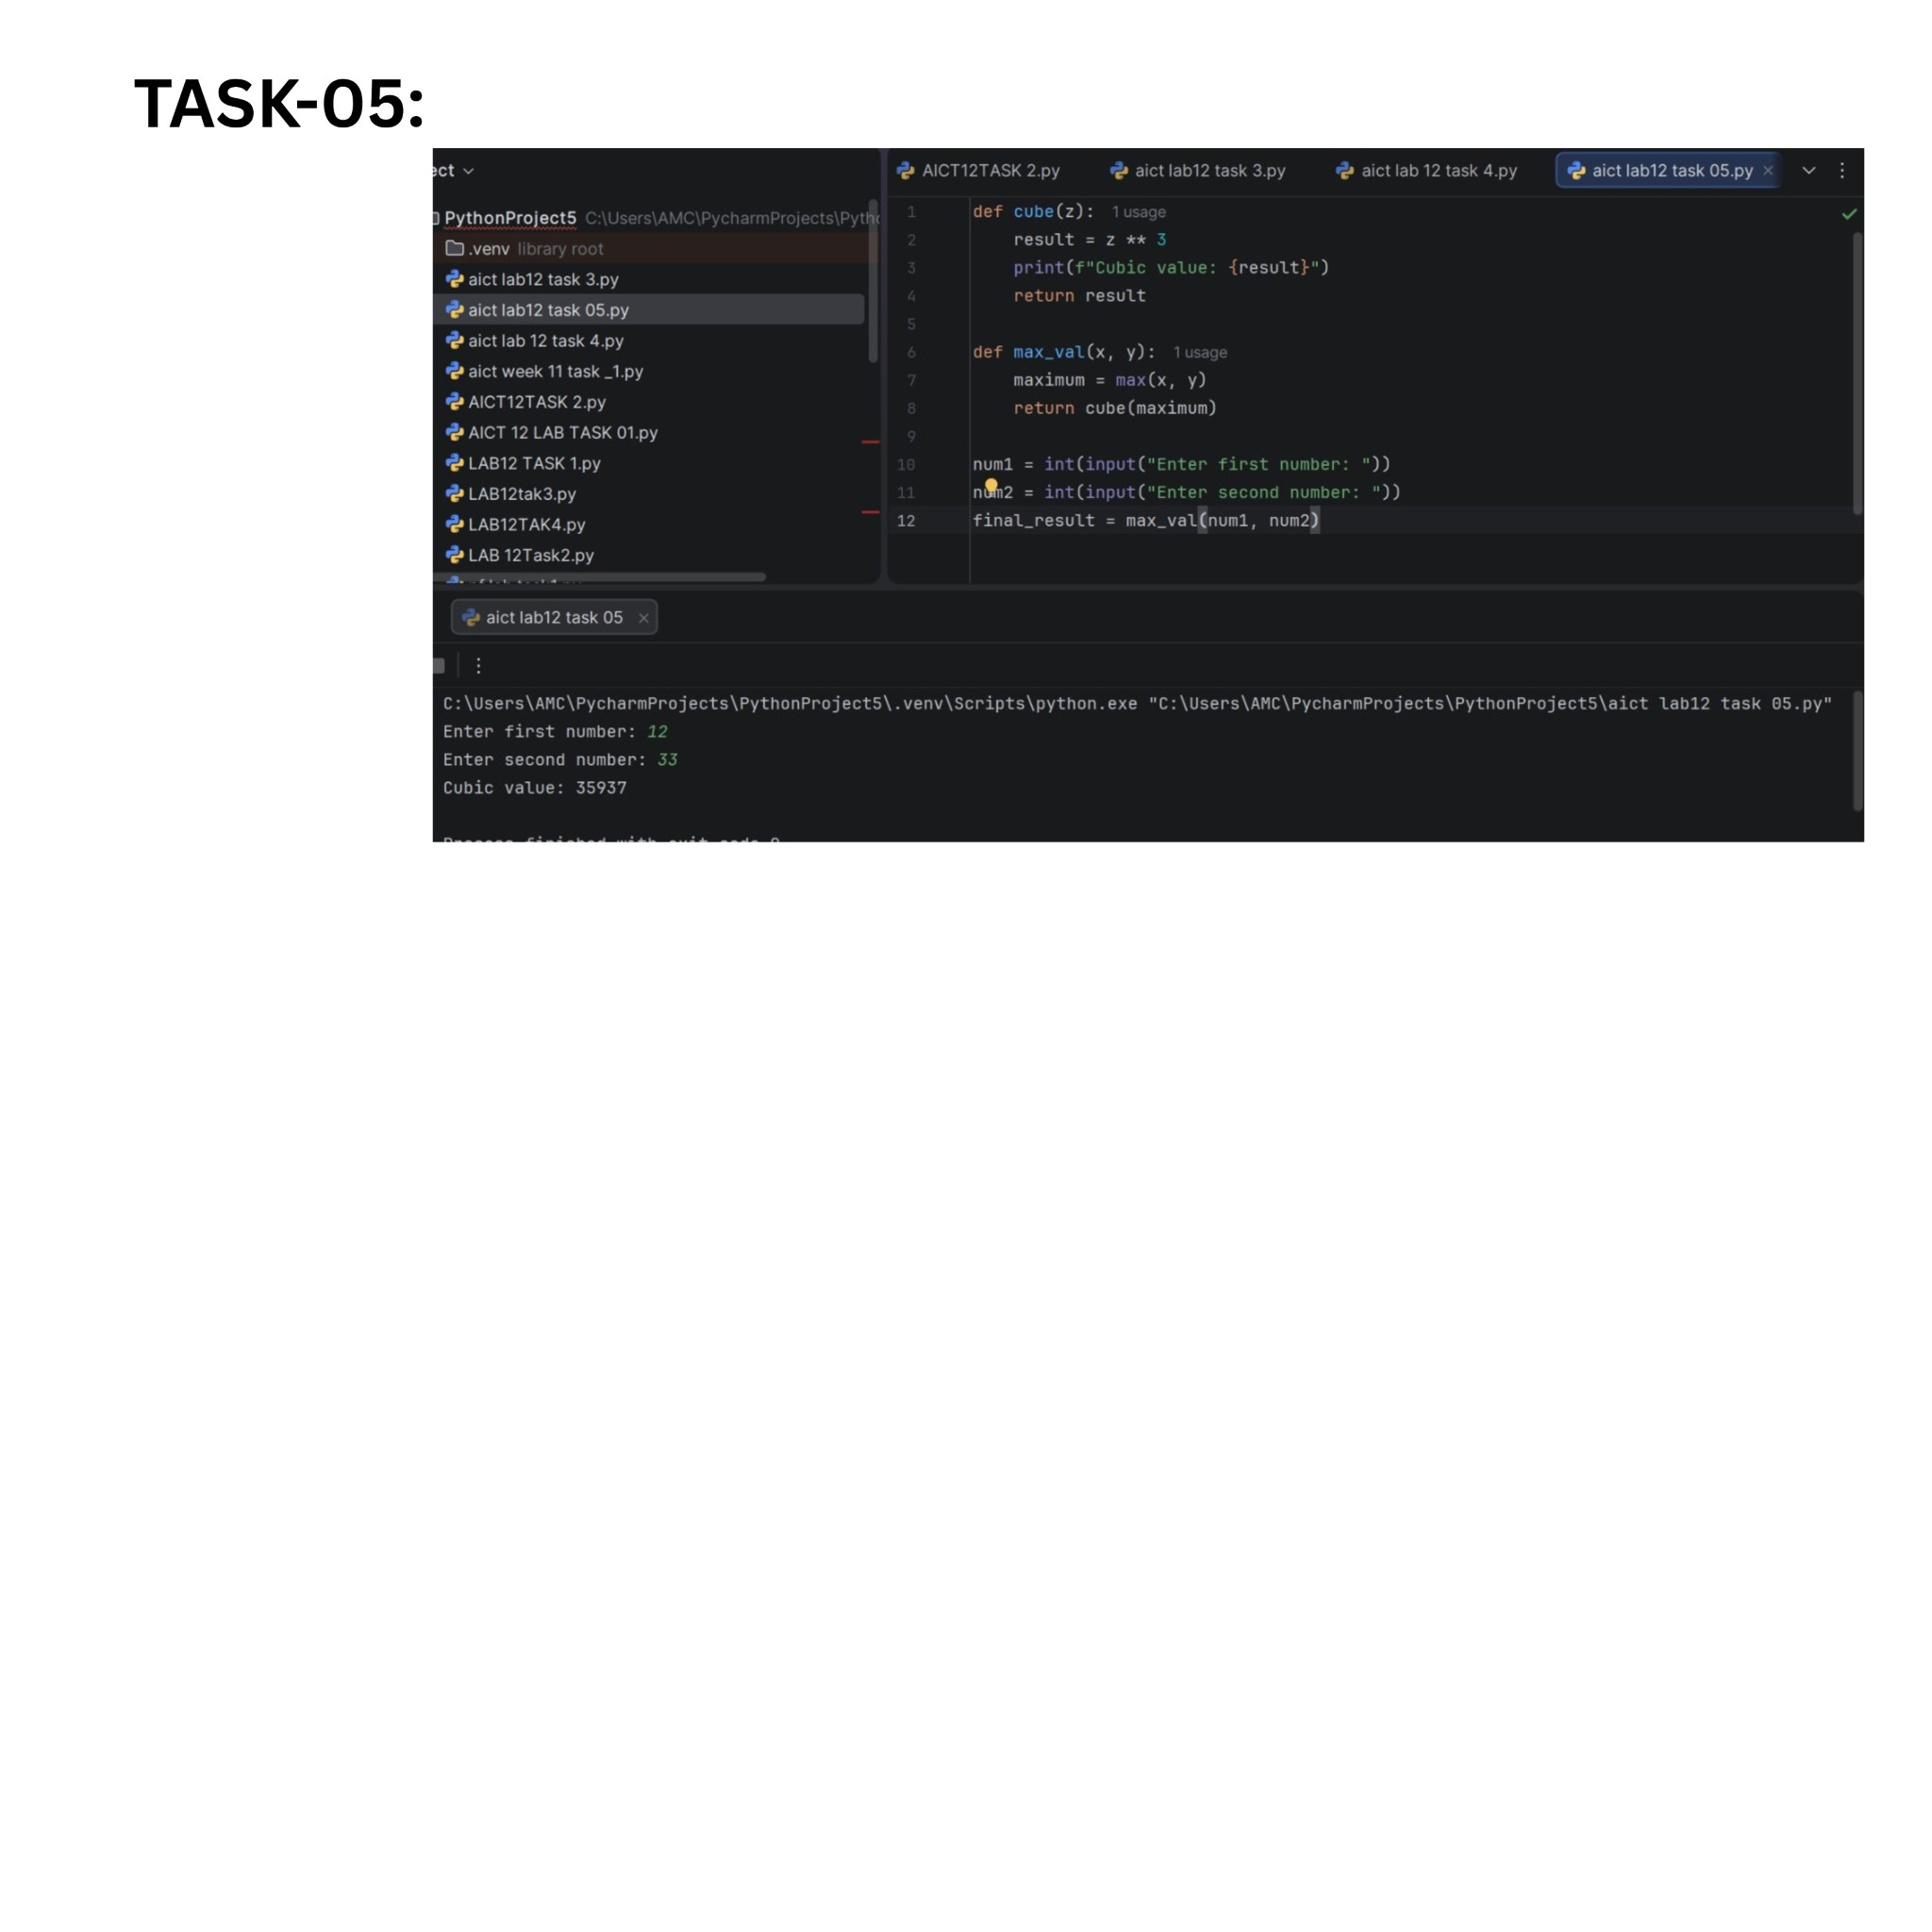 TASK-05:
ect
PythonProject5 C:\Users\AMC\PycharmProjects\Pyth
.venv library root
aict lab12 task 3.py
aict lab12 task 05.py
aict lab 12 task 4.py
aict week 11 task _1.py
AICT12TASK 2.py
AICT 12 LAB TASK 01.py
LAB12 TASK 1.py
LAB12tak3.py
LAB12TAK4.py
LAB 12Task2.py
AICT12TASK 2.py aict lab12 task 3.py aict lab 12 task 4.py aict lab12 task 05.py
1 def cube(z): 1 usage
2 result = z ** 3
3 print(f"Cubic value: {result}")
4 return result
5
6 def max_val(x, y): 1 usage
7 maximum = max(x, y)
8 return cube(maximum)
9
10 num1 = int(input("Enter first number: "))
11 num2 = int(input("Enter second number: "))
12 final_result = max_val(num1, num2)
aict lab12 task 05
C:\Users\AMC\PycharmProjects\PythonProject5\.venv\Scripts\python.exe "C:\Users\AMC\PycharmProjects\PythonProject5\aict lab12 task 05.py"
Enter first number: 12
Enter second number: 33
Cubic value: 35937
Process finished with exit code 0